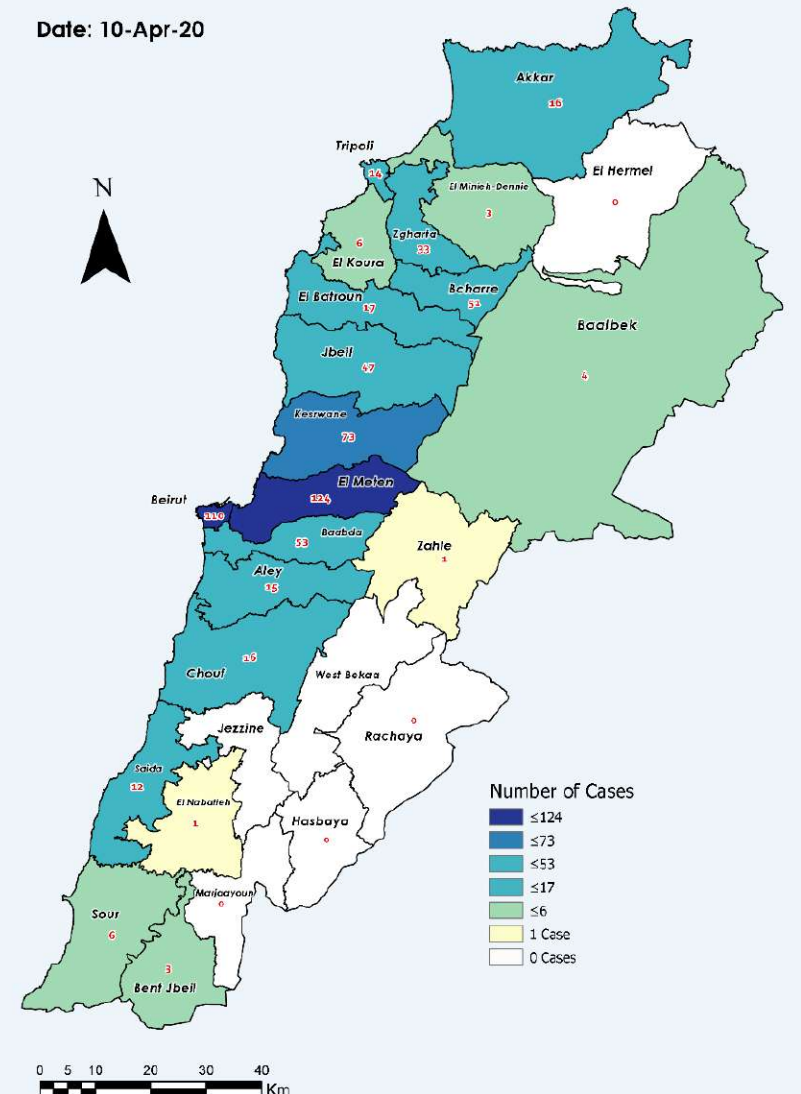 Date: 10-Apr-20
Akkar
16
Tripoli
14
El Hermel
0
El Minieh-Dennie
3
Zgharta
33
6
El Koura
Bcharre
El Batroun
17
Baalbek
4
Jbeil
47
Kesrwane
73
El Meten
124
Beirut
Baabda
53
Zahle
1
Aley
15
Chouf
16
West Bekaa
Jezzine
0
Rachaya
Saida
12
El Nabatieh
1
Hasbaya
0
Marjaayoun
0
Sour
6
3
Bent Jbeil
N
Number of Cases
≤124
≤73
≤53
≤17
≤6
1 Case
0 Cases
0 5 10 20 30 40
Km